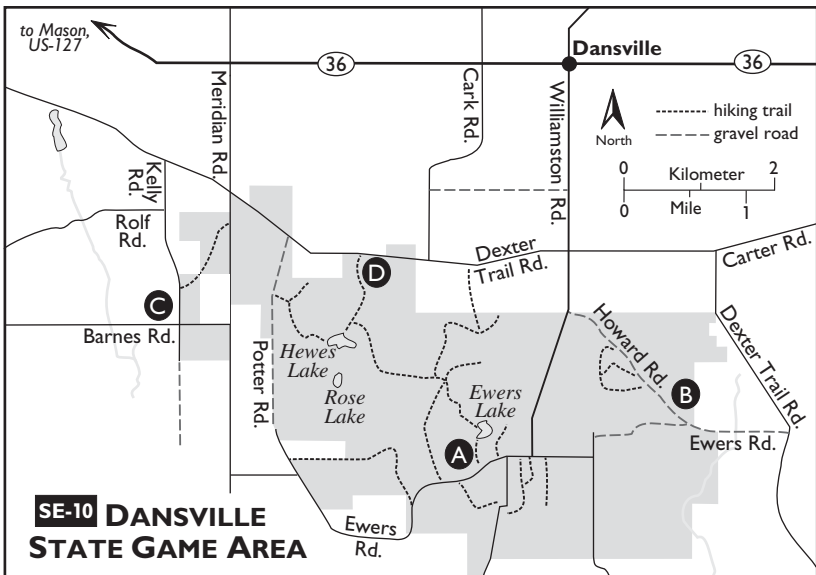 to Mason,
US-127
36
Dansville
36
Meridian Rd.
Cark Rd.
Williamston Rd.
North
hiking trail
gravel road
0
Kilometer
2
0
Mile
1
Kelly
Rd.
Rolf
Rd.
Dexter
Trail Rd.
Carter Rd.
D
C
Barnes Rd.
Potter Rd.
Hewes
Lake
Rose
Lake
Ewers
Lake
Howard Rd.
B
Dexter Trail Rd.
A
Ewers Rd.
Ewers
Rd.
SE-10 DANSVILLE
STATE GAME AREA